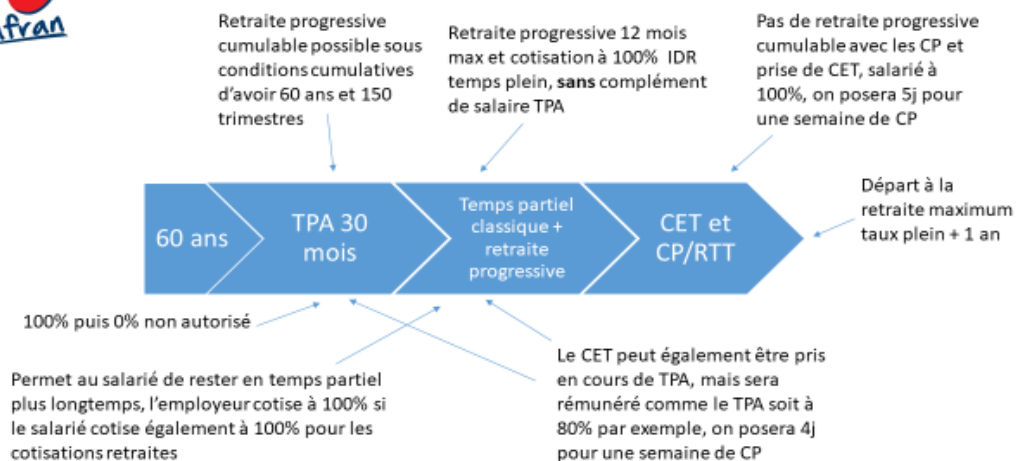 afran
Retraite progressive
cumulable possible sous
conditions cumulatives
d'avoir 60 ans et 150
trimestres
Retraite progressive 12 mois
max et cotisation à 100% IDR
temps plein, sans complément
de salaire TPA
Pas de retraite progressive
cumulable avec les CP et
prise de CET, salarié à
100%, on posera 5j pour
une semaine de CP
60 ans
TPA 30
mois
Temps partiel
classique +
retraite
progressive
CET et
CP/RTT
Départ à la
retraite maximum
taux plein + 1 an
100% puis 0% non autorisé
Permet au salarié de rester en temps partiel
plus longtemps, l'employeur cotise à 100% si
le salarié cotise également à 100% pour les
cotisations retraites
Le CET peut également être pris
en cours de TPA, mais sera
rémunéré comme le TPA soit à
80% par exemple, on posera 4j
pour une semaine de CP